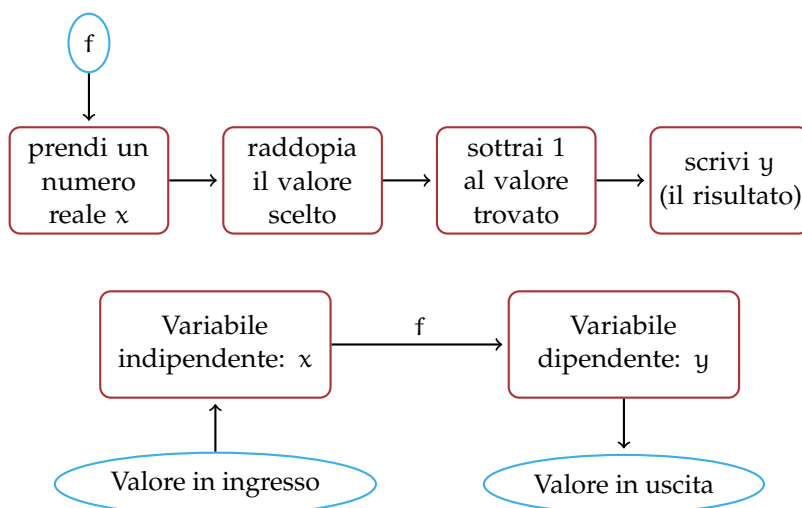 f
prendi un
numero
reale x
raddopia
il valore
scelto
sottrai 1
al valore
trovato
scrivi y
(il risultato)
Variabile
indipendente: x
f
Variabile
dipendente: y
Valore in ingresso
Valore in uscita